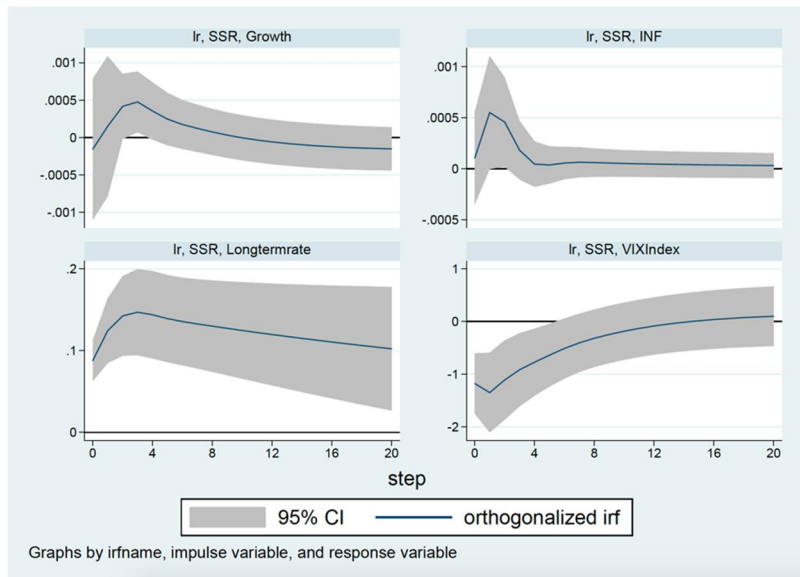 lr, SSR, Growth
lr, SSR, INF
.001
.0005
0
-.0005
-.001
.001
.0005
0
-.0005
lr, SSR, Longtermrate
lr, SSR, VIXIndex
.2
.1
0
1
0
-1
-2
0 4 8 12 16 20
0 4 8 12 16 20
step
95% CI orthogonalized irf
Graphs by irfname, impulse variable, and response variable